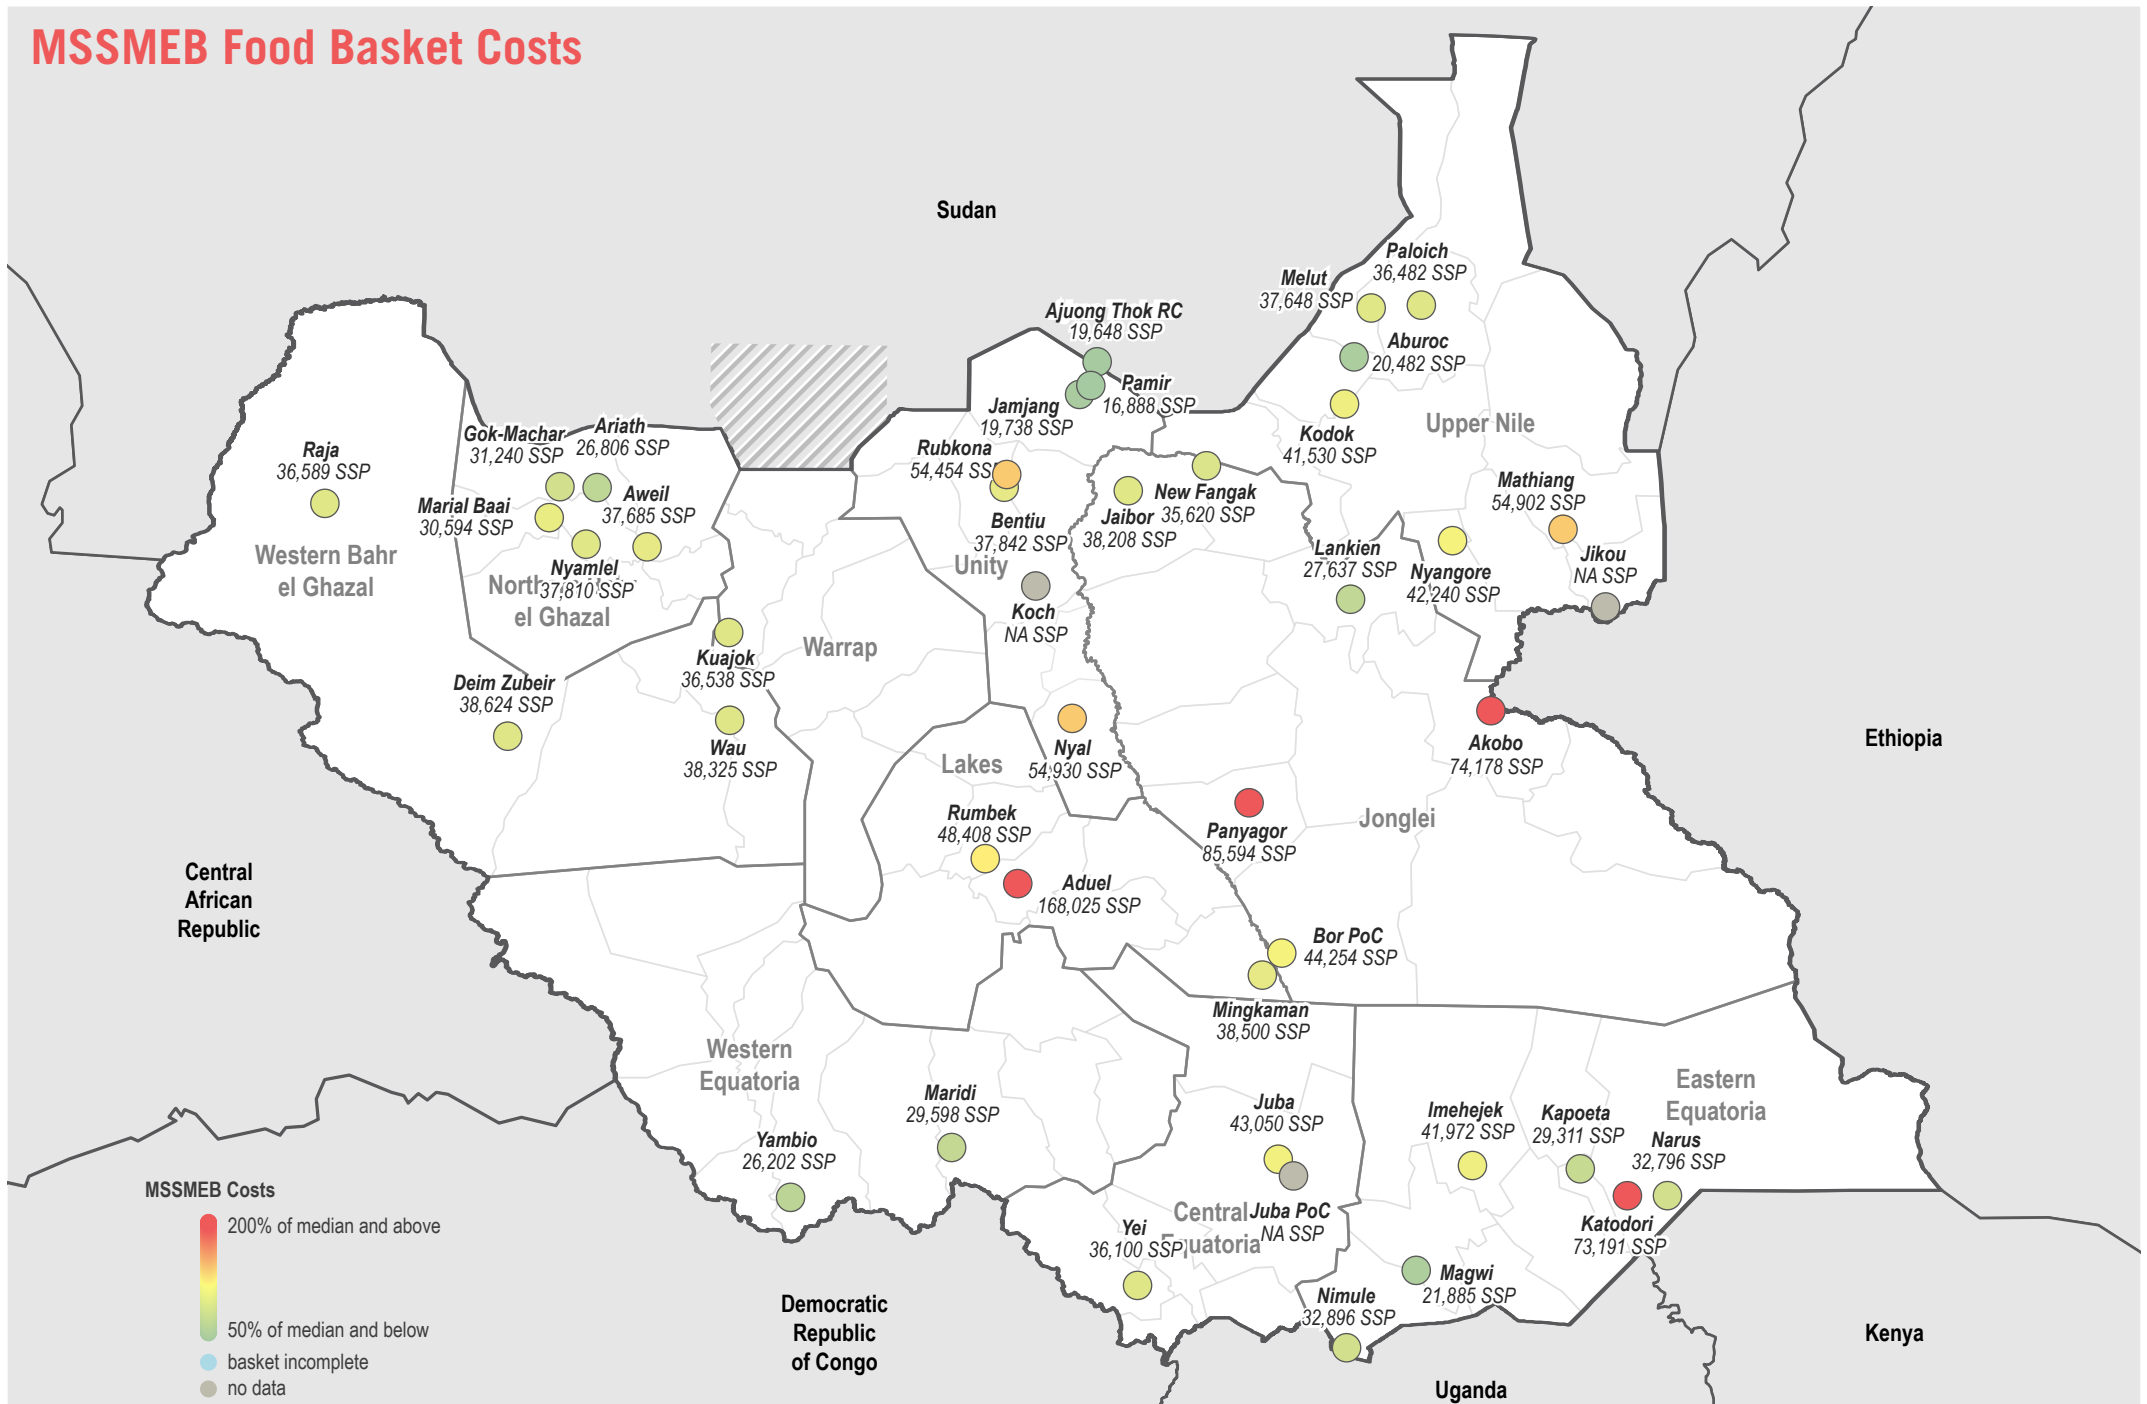 MSSMEB Food Basket Costs
Sudan
Paloich
36,482 SSP
Melut
37,648 SSP
Ajuong Thok RC
19,648 SSP
Aburoc
20,482 SSP
Pamir
16,888 SSP
Jamjang
19,738 SSP
Kodok
41,530 SSP
Upper Nile
Gok-Machar
31,240 SSP
Ariath
26,806 SSP
Raja
36,589 SSP
Rubkona
54,454 SSP
Mathiang
54,902 SSP
Marial Baai
30,594 SSP
Aweil
37,685 SSP
New Fangak
35,620 SSP
Jaibor
38,208 SSP
Bentiu
37,842 SSP
Unity
Western Bahr
el Ghazal
Lankien
27,637 SSP
Nyangore
42,240 SSP
Jikou
NA SSP
Nyamlel
37,810 SSP
North
el Ghazal
Koch
NA SSP
Warrap
Kuajok
36,538 SSP
Deim Zubeir
38,624 SSP
Wau
38,325 SSP
Nyal
54,930 SSP
Lakes
Akobo
74,178 SSP
Ethiopia
Rumbek
48,408 SSP
Panyagor
85,594 SSP
Jonglei
Aduel
168,025 SSP
Central
African
Republic
Bor PoC
44,254 SSP
Mingkaman
38,500 SSP
Western
Equatoria
Maridi
29,598 SSP
Yambio
26,202 SSP
Juba
43,050 SSP
Imehejek
41,972 SSP
Kapoeta
29,311 SSP
Eastern
Equatoria
Narus
32,796 SSP
Katodori
73,191 SSP
Central
Equatoria
Juba PoC
NA SSP
Yei
36,100 SSP
Magwi
21,885 SSP
Nimule
32,896 SSP
Democratic
Republic
of Congo
Kenya
Uganda
MSSMEB Costs
200% of median and above
50% of median and below
basket incomplete
no data